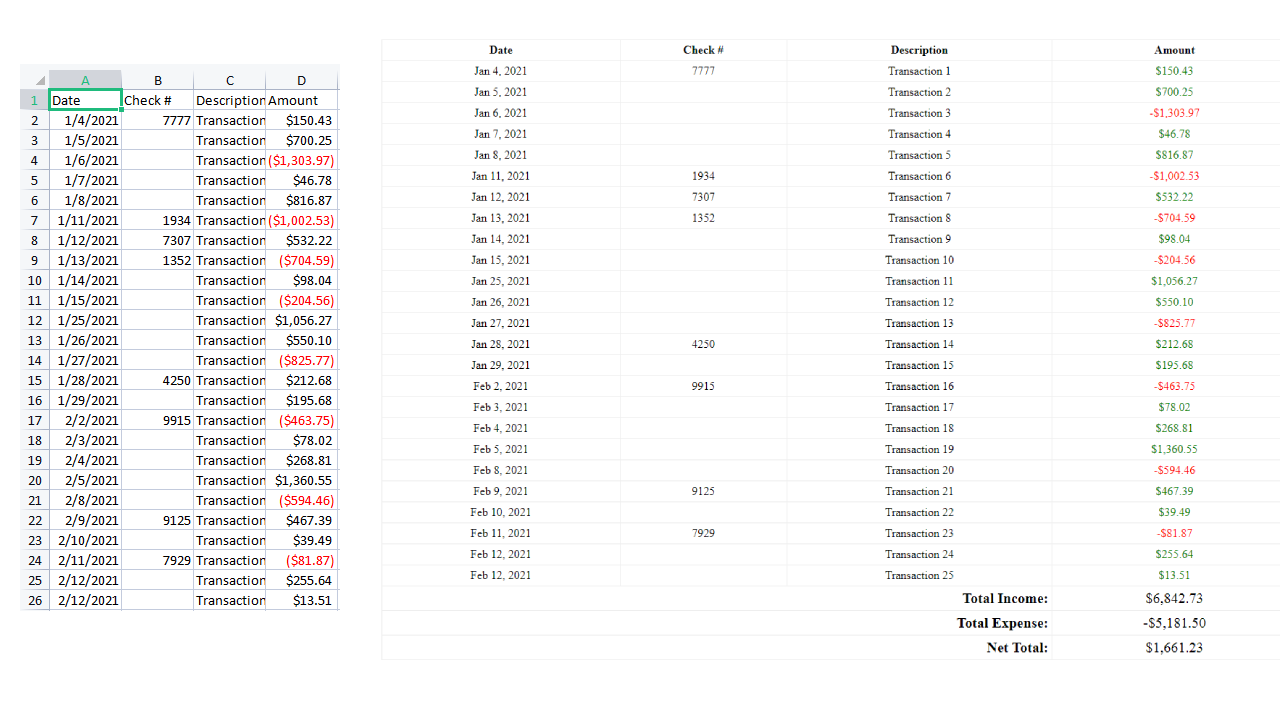 A B C D
1 Date Check # Description Amount
2 1/4/2021 7777 Transaction $150.43
3 1/5/2021 Transaction $700.25
4 1/6/2021 Transaction ($1,303.97)
5 1/7/2021 Transaction $46.78
6 1/8/2021 Transaction $816.87
7 1/11/2021 1934 Transaction ($1,002.53)
8 1/12/2021 7307 Transaction $532.22
9 1/13/2021 1352 Transaction ($704.59)
10 1/14/2021 Transaction $98.04
11 1/15/2021 Transaction ($204.56)
12 1/25/2021 Transaction $1,056.27
13 1/26/2021 Transaction $550.10
14 1/27/2021 Transaction ($825.77)
15 1/28/2021 4250 Transaction $212.68
16 1/29/2021 Transaction $195.68
17 2/2/2021 9915 Transaction ($463.75)
18 2/3/2021 Transaction $78.02
19 2/4/2021 Transaction $268.81
20 2/5/2021 Transaction $1,360.55
21 2/8/2021 Transaction ($594.46)
22 2/9/2021 9125 Transaction $467.39
23 2/10/2021 Transaction $39.49
24 2/11/2021 7929 Transaction ($81.87)
25 2/12/2021 Transaction $255.64
26 2/12/2021 Transaction $13.51
Date Check # Description Amount
Jan 4, 2021 7777 Transaction 1 $150.43
Jan 5, 2021 Transaction 2 $700.25
Jan 6, 2021 Transaction 3 -$1,303.97
Jan 7, 2021 Transaction 4 $46.78
Jan 8, 2021 Transaction 5 $816.87
Jan 11, 2021 1934 Transaction 6 -$1,002.53
Jan 12, 2021 7307 Transaction 7 $532.22
Jan 13, 2021 1352 Transaction 8 -$704.59
Jan 14, 2021 Transaction 9 $98.04
Jan 15, 2021 Transaction 10 -$204.56
Jan 25, 2021 Transaction 11 $1,056.27
Jan 26, 2021 Transaction 12 $550.10
Jan 27, 2021 Transaction 13 -$825.77
Jan 28, 2021 4250 Transaction 14 $212.68
Jan 29, 2021 Transaction 15 $195.68
Feb 2, 2021 9915 Transaction 16 -$463.75
Feb 3, 2021 Transaction 17 $78.02
Feb 4, 2021 Transaction 18 $268.81
Feb 5, 2021 Transaction 19 $1,360.55
Feb 8, 2021 Transaction 20 -$594.46
Feb 9, 2021 9125 Transaction 21 $467.39
Feb 10, 2021 Transaction 22 $39.49
Feb 11, 2021 7929 Transaction 23 -$81.87
Feb 12, 2021 Transaction 24 $255.64
Feb 12, 2021 Transaction 25 $13.51
Total Income: $6,842.73
Total Expense: -$5,181.50
Net Total: $1,661.23